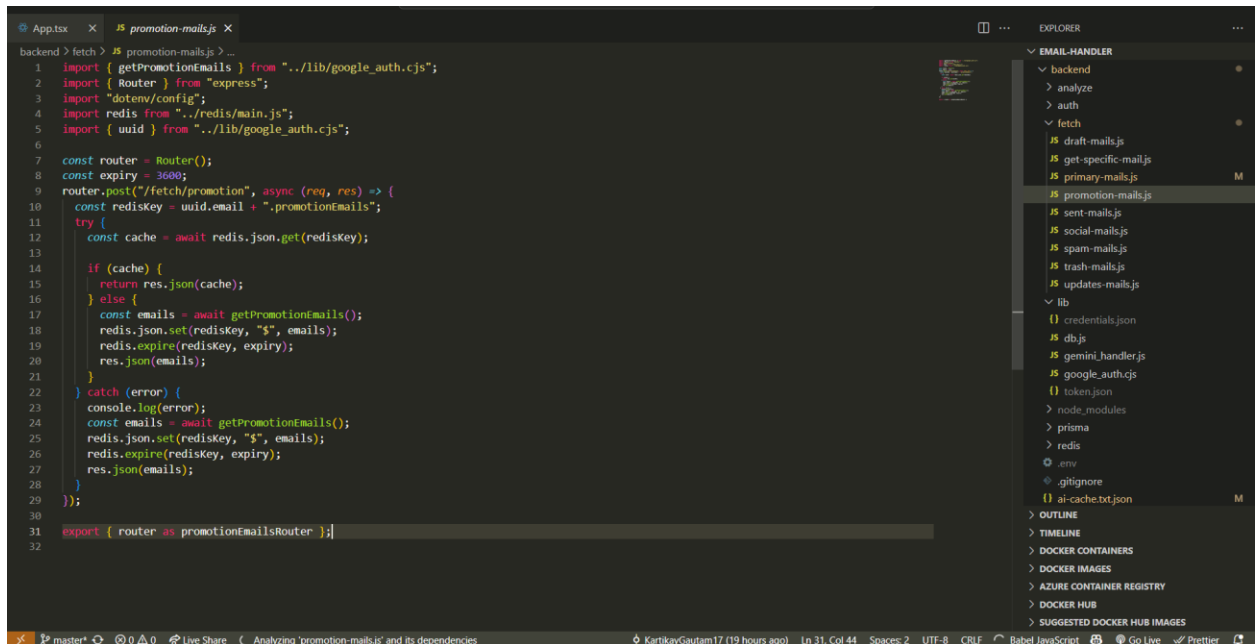 App.tsx
JS promotion-mails.js
backend > fetch > JS promotion-mails.js > ...
1 import { getPromotionEmails } from "../lib/google_auth.cjs";
2 import { Router } from "express";
3 import "dotenv/config";
4 import redis from "../redis/main.js";
5 import { uuid } from "../lib/google_auth.cjs";
6
7 const router = Router();
8 const expiry = 3600;
9 router.post("/fetch/promotion", async (req, res) => {
10 const redisKey = uuid.email + ".promotionEmails";
11 try {
12 const cache = await redis.json.get(redisKey);
13
14 if (cache) {
15 return res.json(cache);
16 } else {
17 const emails = await getPromotionEmails();
18 redis.json.set(redisKey, "$", emails);
19 redis.expire(redisKey, expiry);
20 res.json(emails);
21 }
22 } catch (error) {
23 console.log(error);
24 const emails = await getPromotionEmails();
25 redis.json.set(redisKey, "$", emails);
26 redis.expire(redisKey, expiry);
27 res.json(emails);
28 }
29 });
30
31 export { router as promotionEmailsRouter };
32
EXPLORER
EMAIL-HANDLER
backend
analyze
auth
fetch
JS draft-mails.js
JS get-specific-mail.js
JS primary-mails.js M
JS promotion-mails.js
JS sent-mails.js
JS social-mails.js
JS spam-mails.js
JS trash-mails.js
JS updates-mails.js
lib
{} credentials.json
JS db.js
JS gemini_handler.js
JS google_auth.cjs
{} token.json
node_modules
prisma
redis
.env
.gitignore
{} ai-cache.txt.json M
OUTLINE
TIMELINE
DOCKER CONTAINERS
DOCKER IMAGES
AZURE CONTAINER REGISTRY
DOCKER HUB
SUGGESTED DOCKER HUB IMAGES
master* 0 0 Live Share Analyzing 'promotion-mails.js' and its dependencies KartikayGautam17 (19 hours ago) Ln 31, Col 44 Spaces: 2 UTF-8 CRLF Babel JavaScript Go Live Prettier